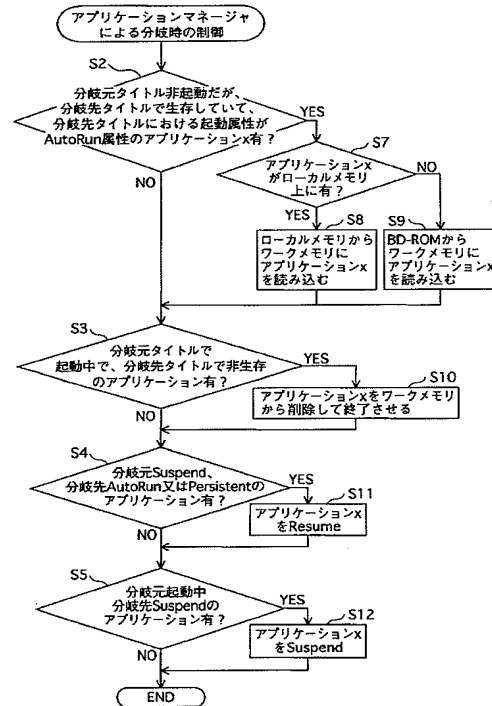 アプリケーションマネージャ
による分岐時の制御
S2
分岐元タイトル非起動だが、
分岐先タイトルで生存していて、
分岐先タイトルにおける起動属性が
AutoRun属性のアプリケーションx有？
YES
NO
S7
アプリケーションx
がローカルメモリ
上に有？
NO
YES
S8
ローカルメモリから
ワークメモリに
アプリケーションx
を読み込む
S9
BD-ROMから
ワークメモリに
アプリケーションx
を読み込む
S3
分岐元タイトルで
起動中で、分岐先タイトルで非生存
のアプリケーション有？
YES
NO
S10
アプリケーションxをワークメモリ
から削除して終了させる
S4
分岐元Suspend、
分岐先AutoRun又はPersistentの
アプリケーション有？
YES
NO
S11
アプリケーションx
をResume
S5
分岐元起動中
分岐先Suspendの
アプリケーション有？
YES
NO
S12
アプリケーションx
をSuspend
END